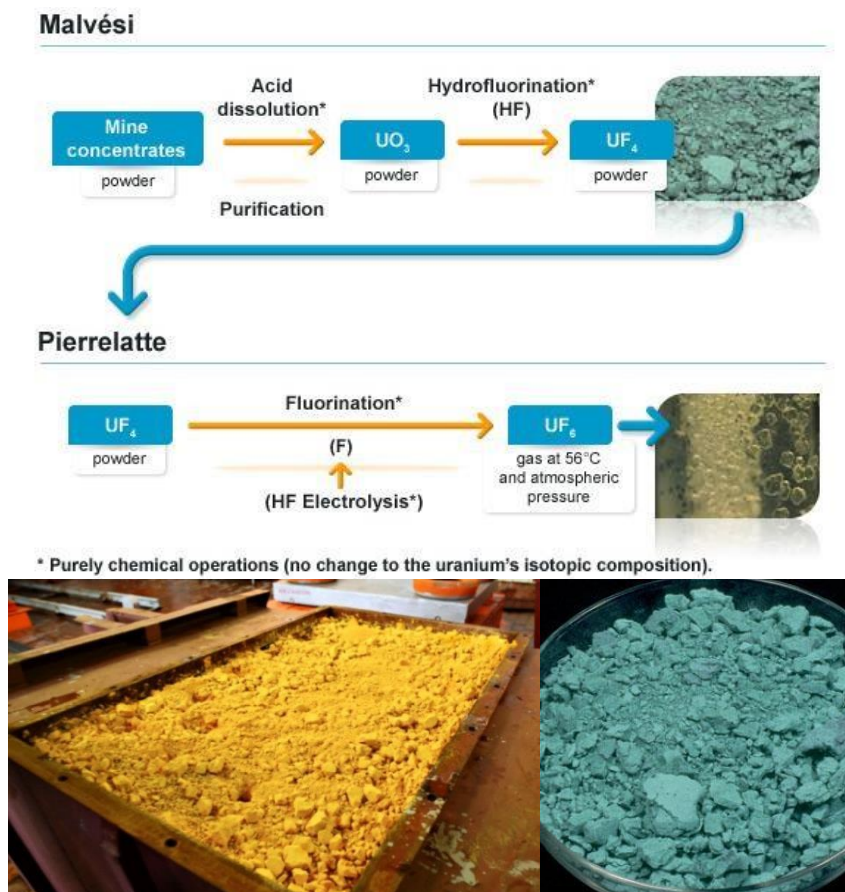 Malvési
Acid
dissolution*
Hydrofluorination*
(HF)
Mine
concentrates
UO₃
UF₄
powder
powder
powder
Purification
Pierrelatte
Fluorination*
UF₄
UF₆
powder
(F)
gas at 56°C
and atmospheric
pressure
(HF Electrolysis*)
* Purely chemical operations (no change to the uranium's isotopic composition).